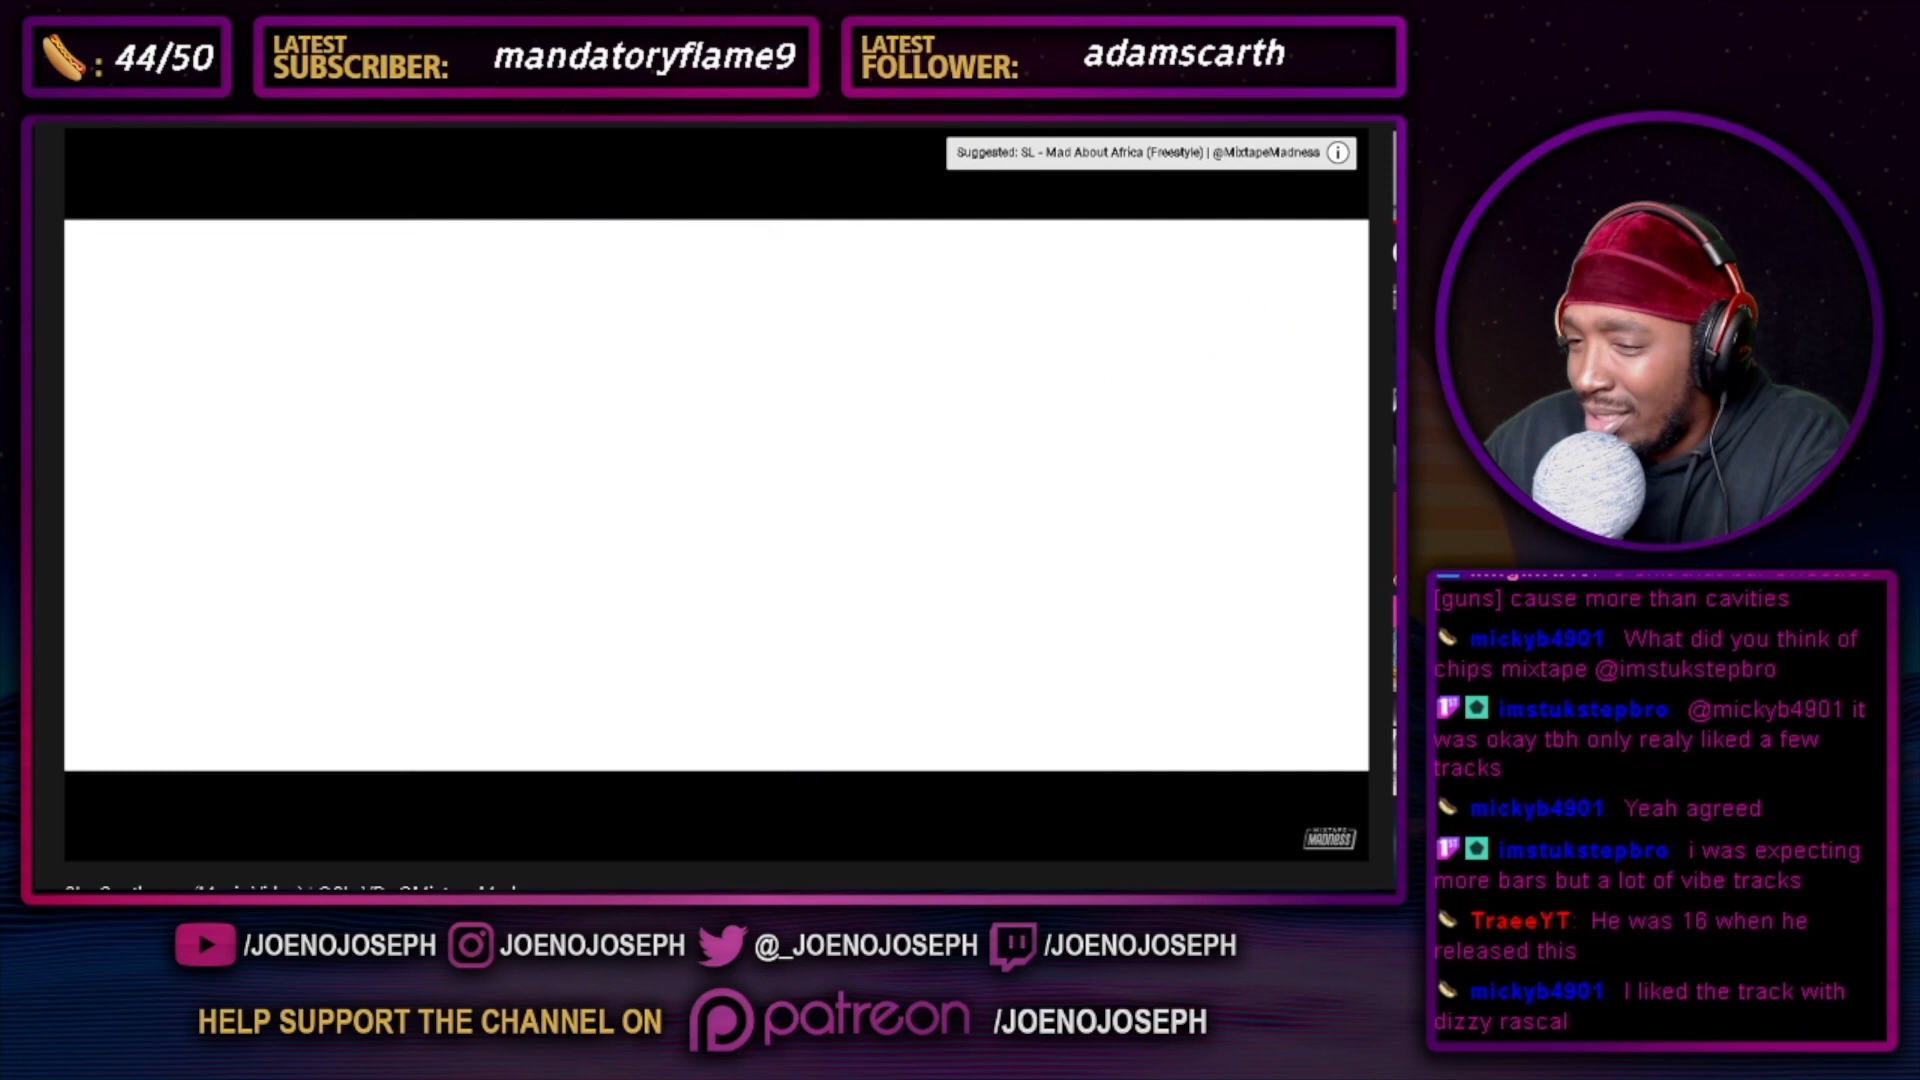 : 44/50
LATEST
SUBSCRIBER:
mandatoryflame9
LATEST
FOLLOWER:
adamscarth
Suggested: SL - Mad About Africa (Freestyle) | @MixtapeMadness
MIXTAPE
MADNESS
[guns] cause more than cavities
mickyb4901 What did you think of
chips mixtape @imstukstepbro
imstukstepbro @mickyb4901 it
was okay tbh only realy liked a few
tracks
mickyb4901 Yeah agreed
imstukstepbro i was expecting
more bars but a lot of vibe tracks
TraeeYT: He was 16 when he
released this
mickyb4901 I liked the track with
dizzy rascal
/JOENOJOSEPH JOENOJOSEPH @_JOENOJOSEPH /JOENOJOSEPH
HELP SUPPORT THE CHANNEL ON patreon /JOENOJOSEPH